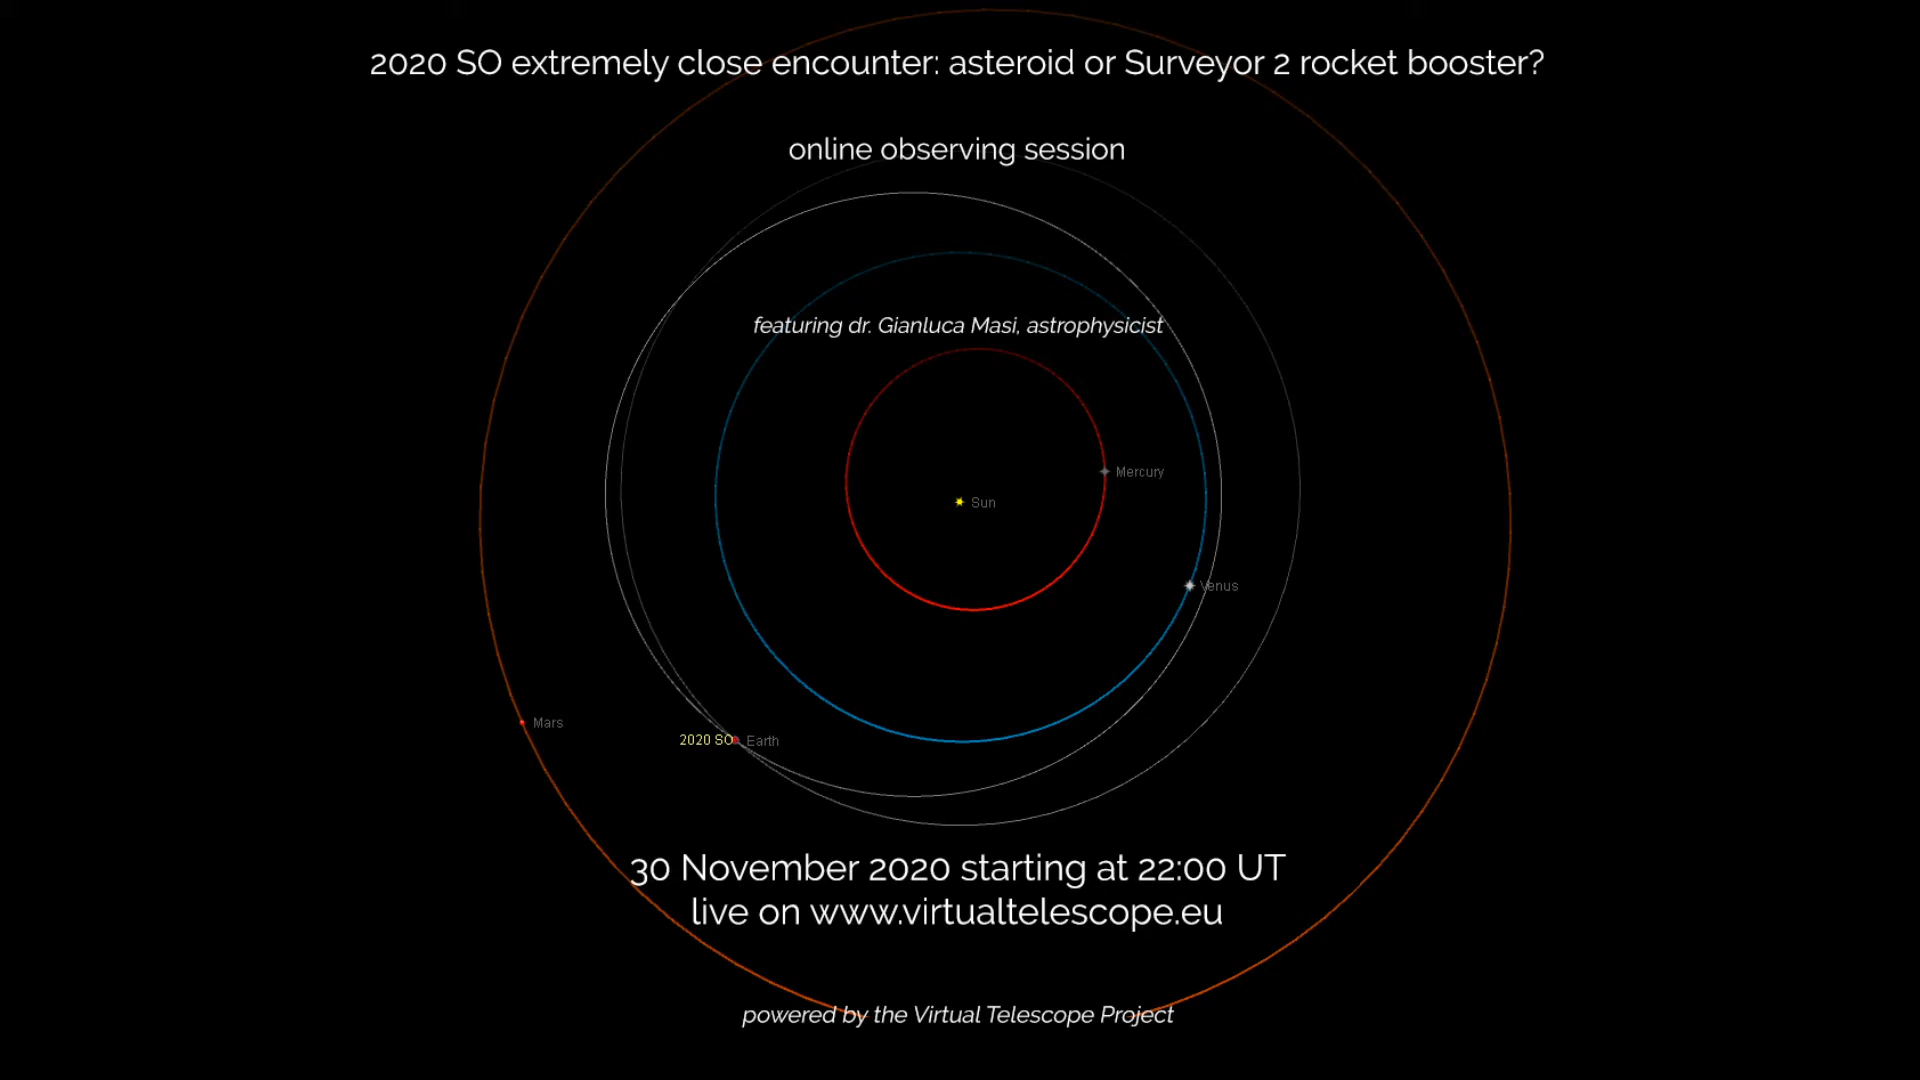 2020 SO extremely close encounter: asteroid or Surveyor 2 rocket booster?
online observing session
featuring dr. Gianluca Masi, astrophysicist
Mercury
Sun
Venus
Mars
2020 SO
Earth
30 November 2020 starting at 22:00 UT
live on www.virtualtelescope.eu
powered by the Virtual Telescope Project